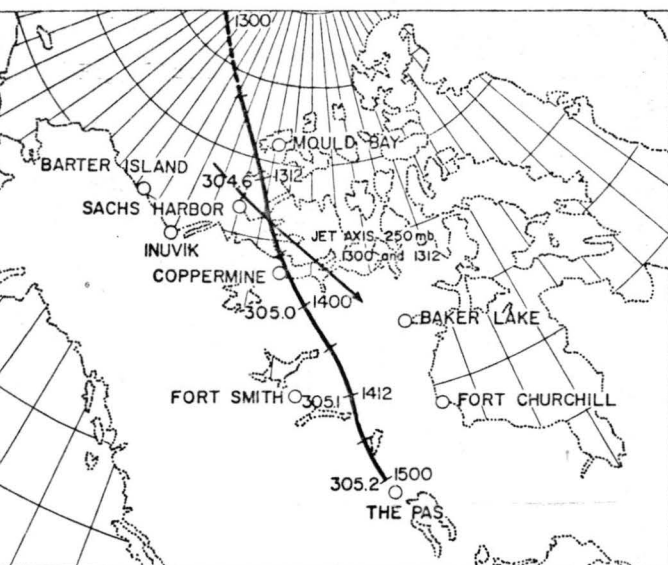 1300
MOULD BAY
BARTER ISLAND
304.6
1312
SACHS HARBOR
JET AXIS, 250 mb,
1300 and 1312
INUVIK
COPPERMINE
1400
305.0
BAKER LAKE
FORT SMITH
305.1
1412
FORT CHURCHILL
305.2
1500
THE PAS